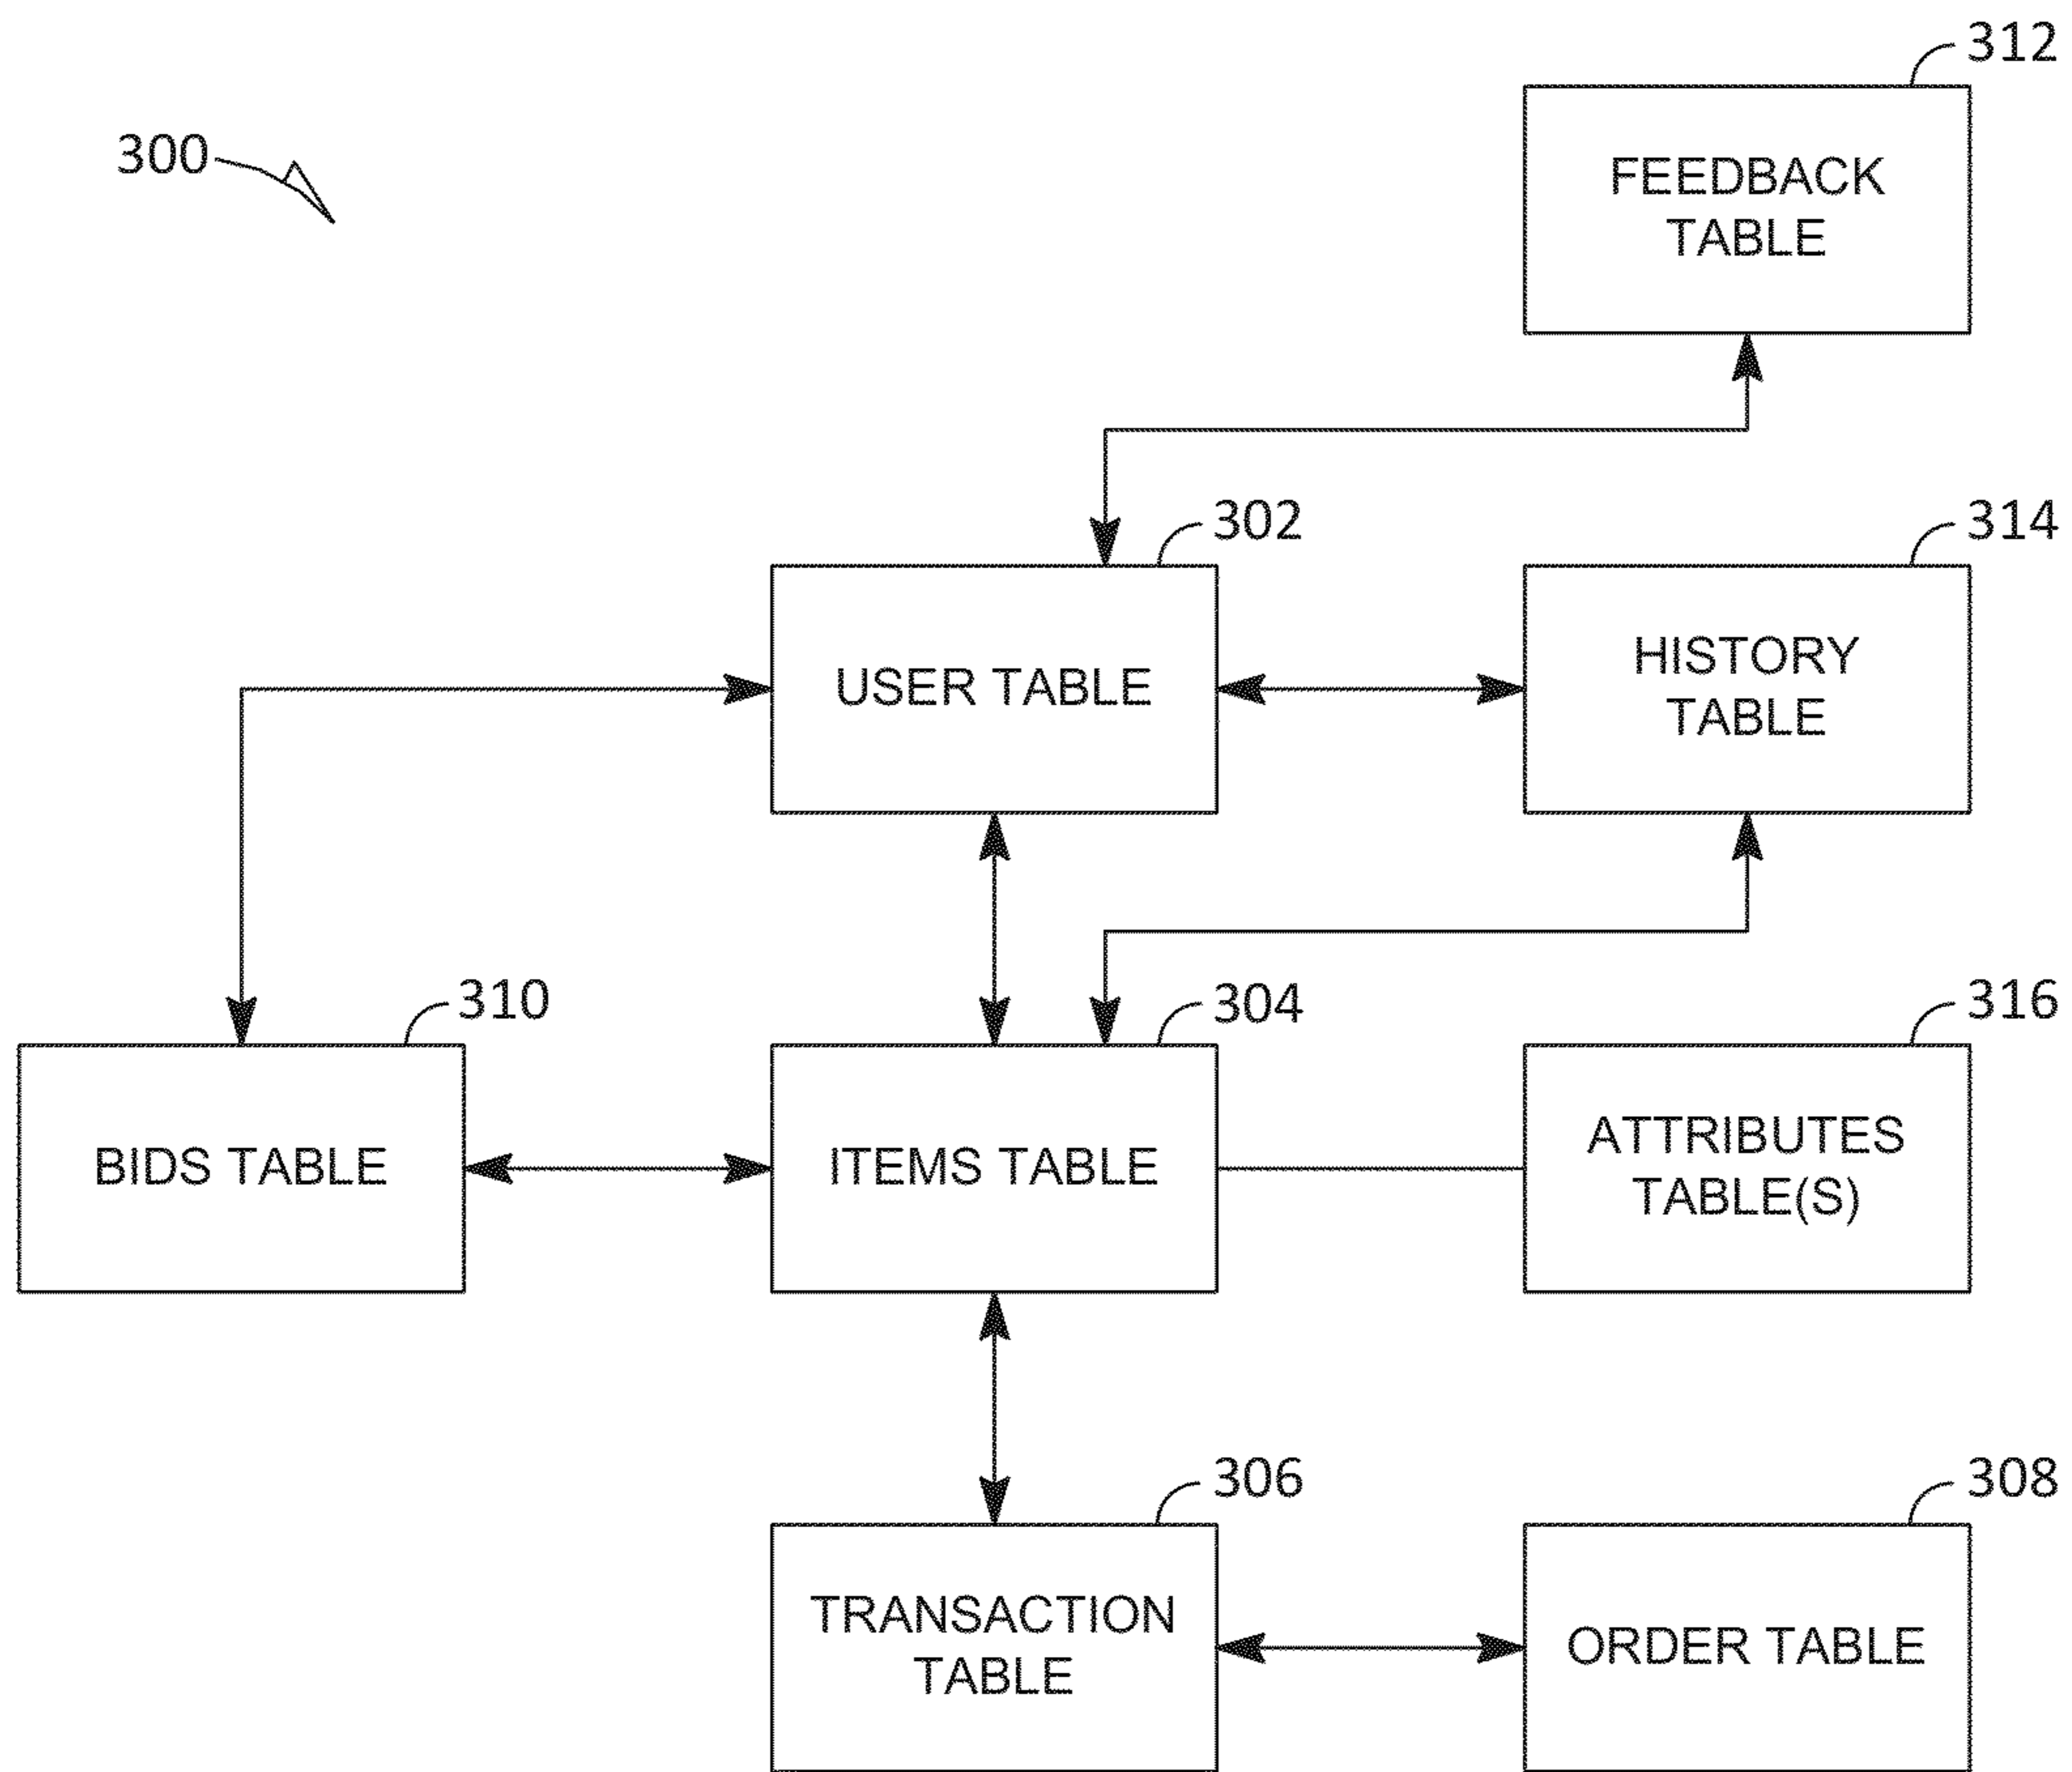 312
300
FEEDBACK
TABLE
302
314
USER TABLE
HISTORY
TABLE
310
304
316
BIDS TABLE
ITEMS TABLE
ATTRIBUTES
TABLE(S)
306
308
TRANSACTION
TABLE
ORDER TABLE